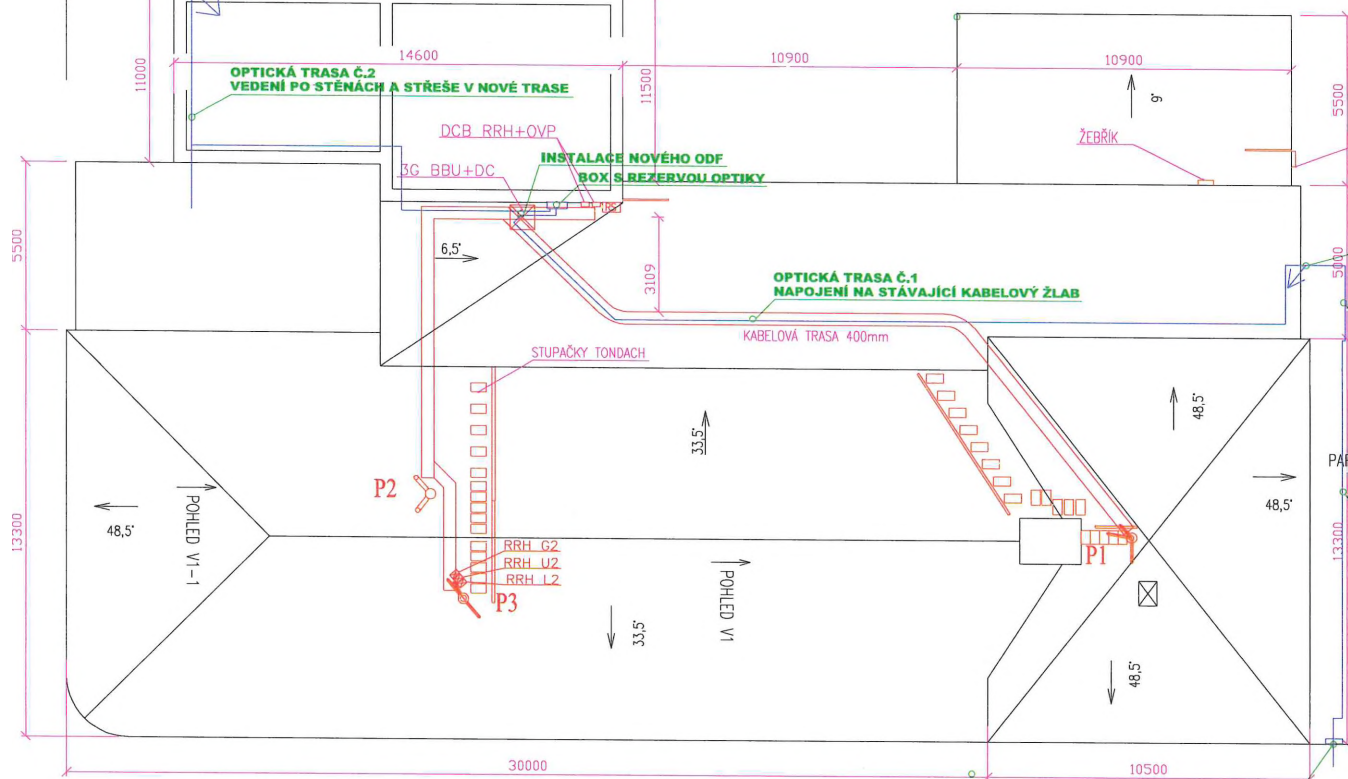 14600
10900
10900
11000
11500
5500
OPTICKÁ TRASA Č.2
VEDENÍ PO STĚNÁCH A STŘEŠE V NOVÉ TRASE
9°
DCB RRH+OVP
ŽEBŘÍK
INSTALACE NOVÉHO ODF
3G BBU+DC
BOX S REZERVOU OPTIKY
RS
5500
6,5°
3109
5000
OPTICKÁ TRASA Č.1
NAPOJENÍ NA STÁVAJÍCÍ KABELOVÝ ŽLAB
KABELOVÁ TRASA 400mm
STUPAČKY TONDACH
33,5°
48,5°
P2
48,5°
POHLED V1-1
48,5°
13300
13300
RRH G2
RRH U2
RRH L2
P3
P1
POHLED V1
33,5°
48,5°
30000
10500